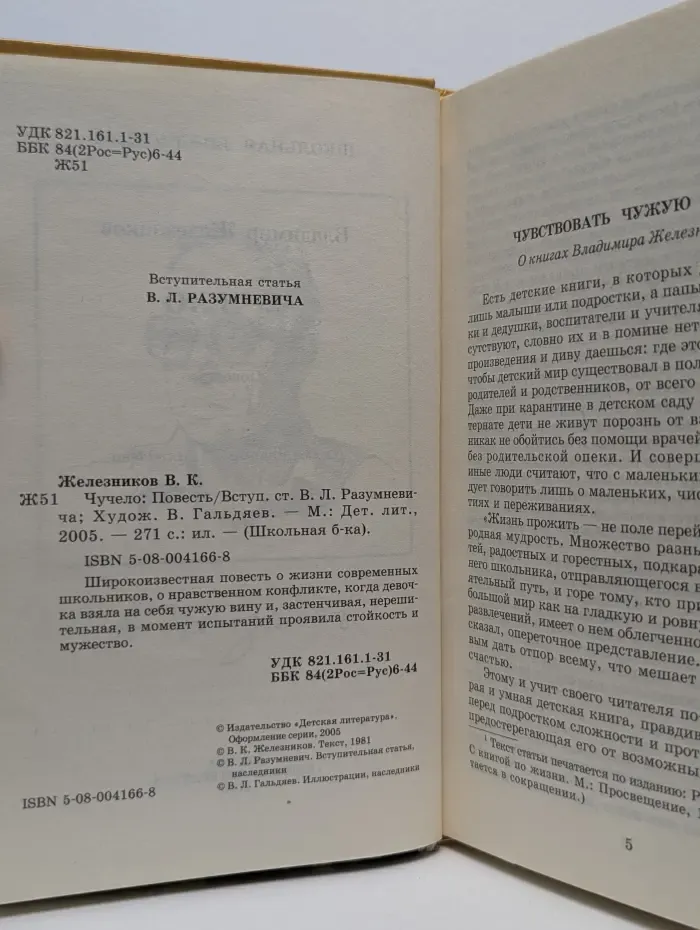 УДК 821.161.1-31
ББК 84(2Рос=Рус)6-44
Ж51
Вступительная статья
В. Л. РАЗУМНЕВИЧА
Железников В. К.
Ж51 Чучело: Повесть/Вступ. ст. В. Л. Разумневи-
ча; Худож. В. Гальдяев. — М.: Дет. лит.,
2005. — 271 с.: ил. — (Школьная б-ка).
ISBN 5-08-004166-8
Широкоизвестная повесть о жизни современных
школьников, о нравственном конфликте, когда девоч-
ка взяла на себя чужую вину и, застенчивая, нереши-
тельная, в момент испытаний проявила стойкость и
мужество.
УДК 821.161.1-31
ББК 84(2Рос=Рус)6-44
© Издательство «Детская литература».
Оформление серии, 2005
© В. К. Железников. Текст, 1981
© В. Л. Разумневич. Вступительная статья,
наследники
© В. Л. Гальдяев. Иллюстрации, наследники
ISBN 5-08-004166-8
ЧУВСТВОВАТЬ ЧУЖУЮ
О книгах Владимира Железн
Есть детские книги, в которых
лишь малыши или подростки, а папы
ки и дедушки, воспитатели и учителя
сутствуют, словно их и в помине нет
произведения и диву даешься: где это
чтобы детский мир существовал в пол
родителей и родственников, от всего
Даже при карантине в детском саду
тернате дети не живут порознь от в
никак не обойтись без помощи врачей
без родительской опеки. И соверш
иные люди считают, что с маленьки
дует говорить лишь о маленьких, чис
тиях и переживаниях.
«Жизнь прожить — не поле перей
родная мудрость. Множество разны
тей, радостных и горестных, подкара
него школьника, отправляющегося в
ятельный путь, и горе тому, кто при
большой мир как на гладкую и ровну
развлечений, имеет о нем облегченно
сказал, опереточное представление.
вым дать отпор всему, что мешает
счастью.
Этому и учит своего читателя по-
рая и умная детская книга, правдив
перед подростком сложности и прот
предостерегающая его от возможны
1 Текст статьи печатается по изданию: Р
С книгой по жизни. М.: Просвещение, 1
тается в сокращении.)
5